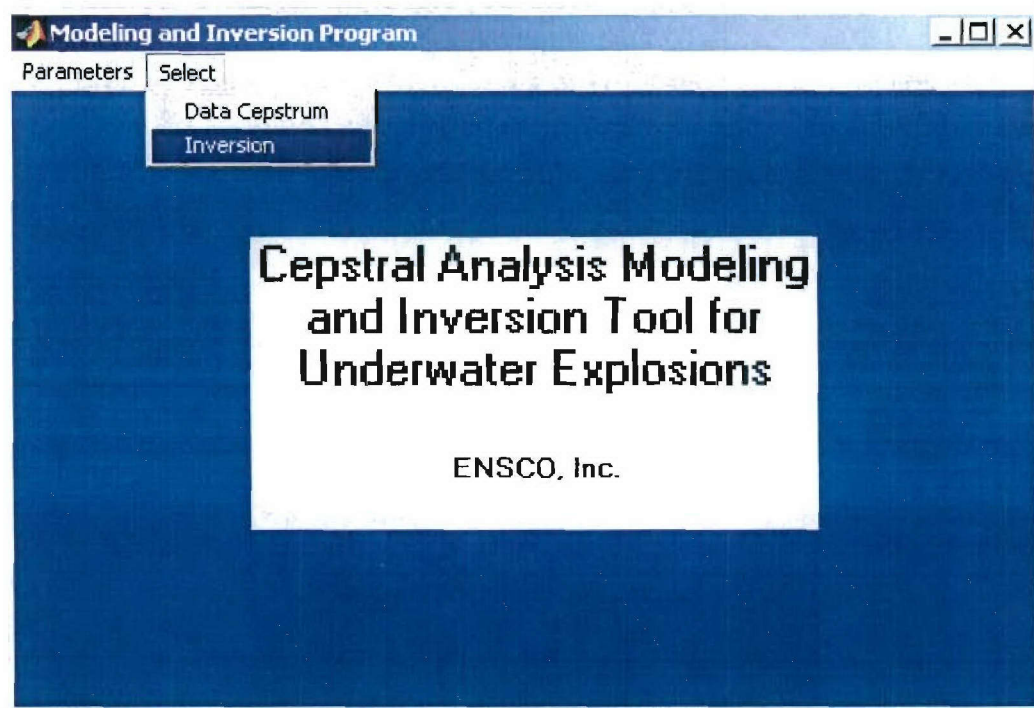 Modeling and Inversion Program
Parameters Select
Data Cepstrum
Inversion
Cepstral Analysis Modeling
and Inversion Tool for
Underwater Explosions
ENSCO, Inc.